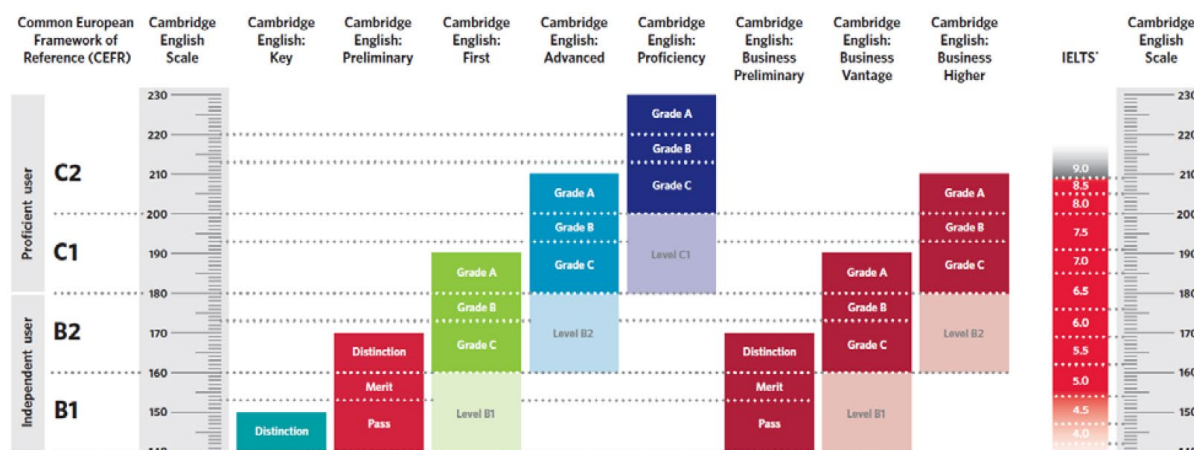 Common European
Framework of
Reference (CEFR)
Cambridge
English
Scale
Cambridge
English:
Key
Cambridge
English:
Preliminary
Cambridge
English:
First
Cambridge
English:
Advanced
Cambridge
English:
Proficiency
Cambridge
English:
Business
Preliminary
Cambridge
English:
Business
Vantage
Cambridge
English:
Business
Higher
IELTS*
Cambridge
English
Scale
Proficient user
Independent user
C2
C1
B2
B1
230
220
210
200
190
180
170
160
150
140
Distinction
Distinction
Merit
Pass
Grade A
Grade B
Grade C
Level B1
Grade A
Grade B
Grade C
Level B2
Grade A
Grade B
Grade C
Level C1
Distinction
Merit
Pass
Grade A
Grade B
Grade C
Level B1
Grade A
Grade B
Grade C
Level B2
9.0
8.5
8.0
7.5
7.0
6.5
6.0
5.5
5.0
4.5
4.0
230
220
210
200
190
180
170
160
150
140